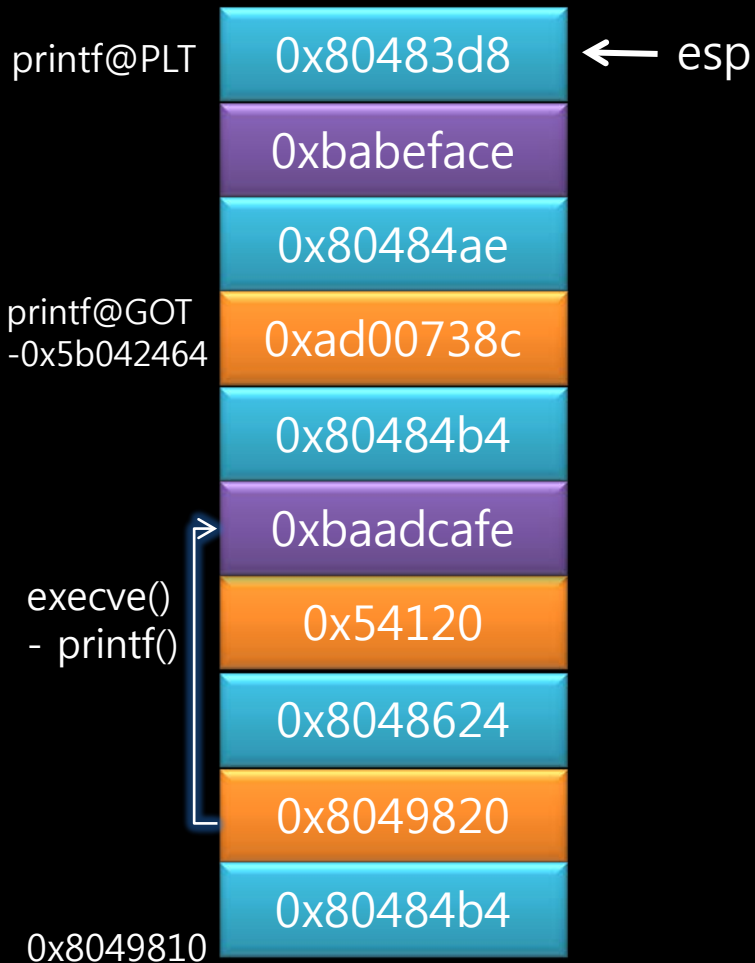 printf@PLT 0x80483d8 esp
0xbabeface
0x80484ae
printf@GOT
-0x5b042464
0xad00738c
0x80484b4
0xbaadcafe
execve()
- printf()
0x54120
0x8048624
0x8049820
0x80484b4
0x8049810